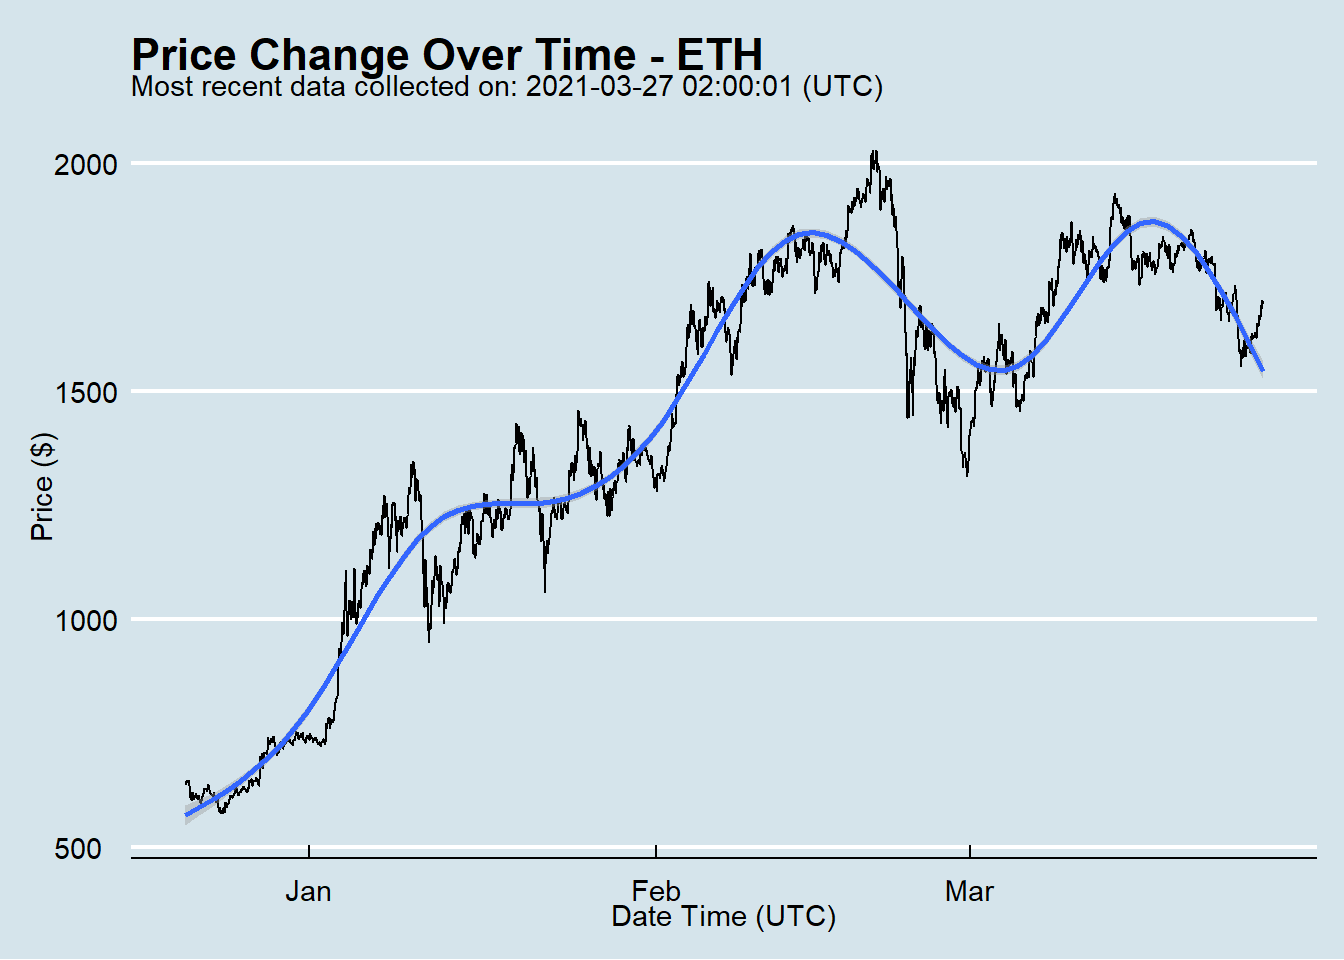 Price Change Over Time - ETH
Most recent data collected on: 2021-03-27 02:00:01 (UTC)
Price ($)
2000
1500
1000
500
Jan Feb Mar
Date Time (UTC)